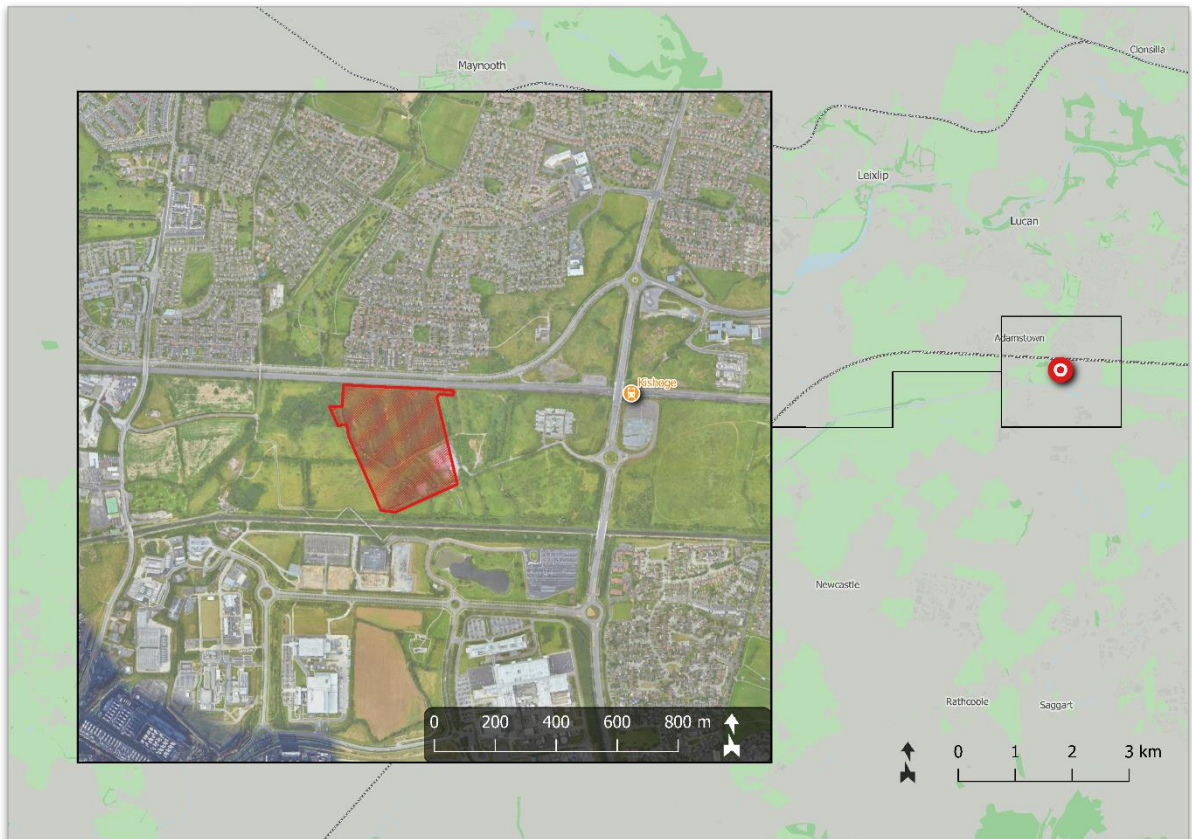 Clonsilla
Maynooth
Leixlip
Lucan
Adamstown
Kishoge
Newcastle
Rathcoole
Saggart
0 200 400 600 800 m
0 1 2 3 km